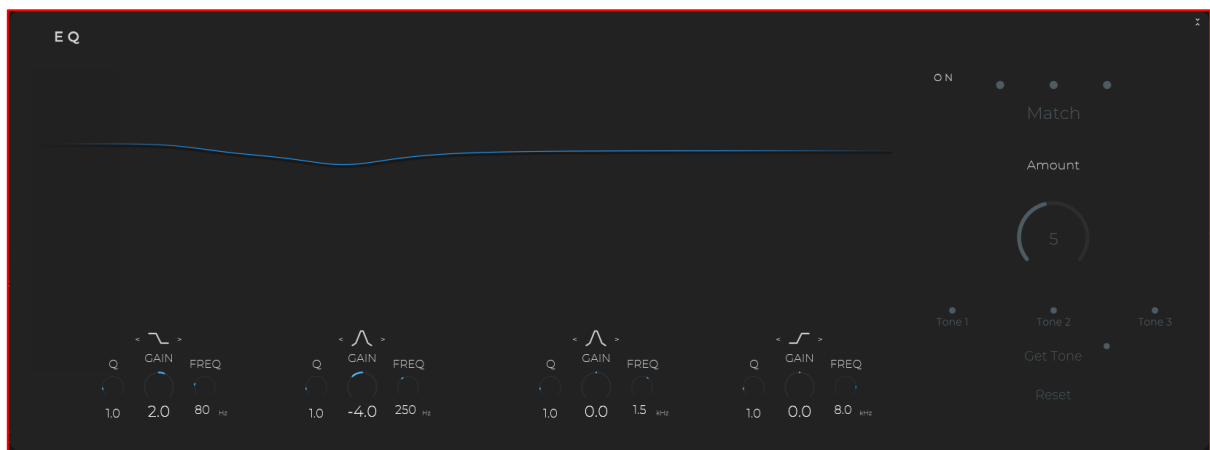 EQ
ON
Match
Amount
5
Tone 1 Tone 2 Tone 3
Get Tone
Reset
< >
Q GAIN FREQ
1.0 2.0 80 Hz
< >
Q GAIN FREQ
1.0 -4.0 250 Hz
< >
Q GAIN FREQ
1.0 0.0 1.5 kHz
< >
Q GAIN FREQ
1.0 0.0 8.0 kHz